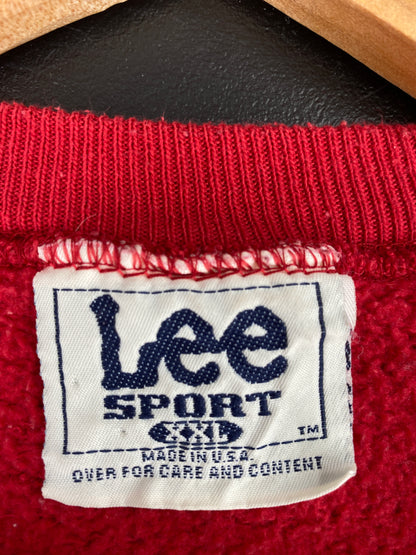 Lee
SPORT
XXL
TM
MADE IN U.S.A.
OVER FOR CARE AND CONTENT